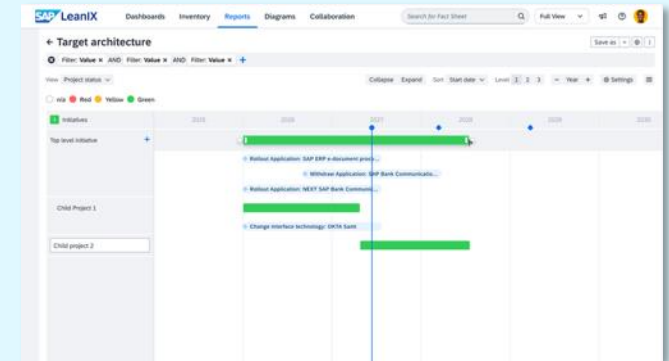 SAP LeanIX Dashboards Inventory Reports Diagrams Collaboration Search for Fact Sheet Full View
← Target architecture Save as
Filter: Value × AND Filter: Value × AND Filter: Value × +
View Project status Collapse Expand Sort Start date Level 1 2 3 − Year + Settings
n/a Red Yellow Green
Initiatives 2025 2026 2027 2028 2029 2030
Top level initiative +
Rollout Application: SAP ERP e-document proc...
Withdraw Application: SAP Bank Communicatio...
Rollout Application: NEXT SAP Bank Communi...
Child Project 1
Change interface technology: OKTA SaaS
Child project 2